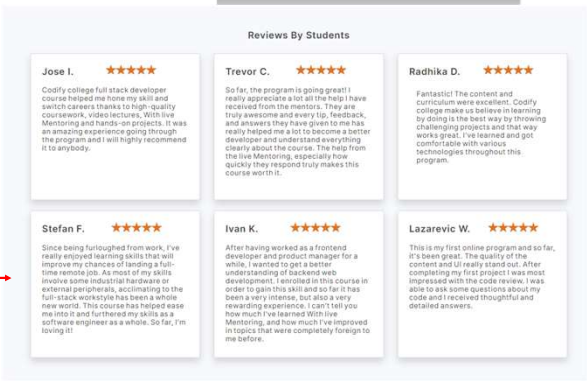 Reviews By Students
Jose I.
Codify college full stack developer
course helped me hone my skill and
switch careers thanks to high-quality
coursework, video lectures, With live
Mentoring and hands-on projects. It was
an amazing experience going through
the program and I will highly recommend
it to anybody.
Trevor C.
So far, the program is going great! I
really appreciate a lot all the help I have
received from the mentors. They are
truly awesome and every tip, feedback,
and answers they have given to me has
really helped me a lot to become a better
developer and understand everything
clearly about the course. The help from
the live Mentoring, especially how
quickly they respond truly makes this
course worth it.
Radhika D.
Fantastic! The content and
curriculum were excellent. Codify
college make us believe in learning
by doing is the best way by throwing
challenging projects and that way
works great. I've learned and got
comfortable with various
technologies throughout this
program.
Stefan F.
Since being furloughed from work, I've
really enjoyed learning skills that will
improve my chances of landing a full-
time remote job. As most of my skills
involve some industrial hardware or
external peripherals, acclimating to the
full-stack workstyle has been a whole
new world. This course has helped ease
me into it and furthered my skills as a
software engineer as a whole. So far, I'm
loving it!
Ivan K.
After having worked as a frontend
developer and product manager for a
while, I wanted to get a better
understanding of backend web
development. I enrolled in this course in
order to gain this skill and so far it has
been a very intense, but also a very
rewarding experience. I can't tell you
how much I've learned With live
Mentoring, and how much I've improved
in topics that were completely foreign to
me before.
Lazarevic W.
This is my first online program and so far,
it's been great. The quality of the
content and UI really stand out. After
completing my first project I was most
impressed with the code review. I was
able to ask some questions about my
code and I received thoughtful and
detailed answers.